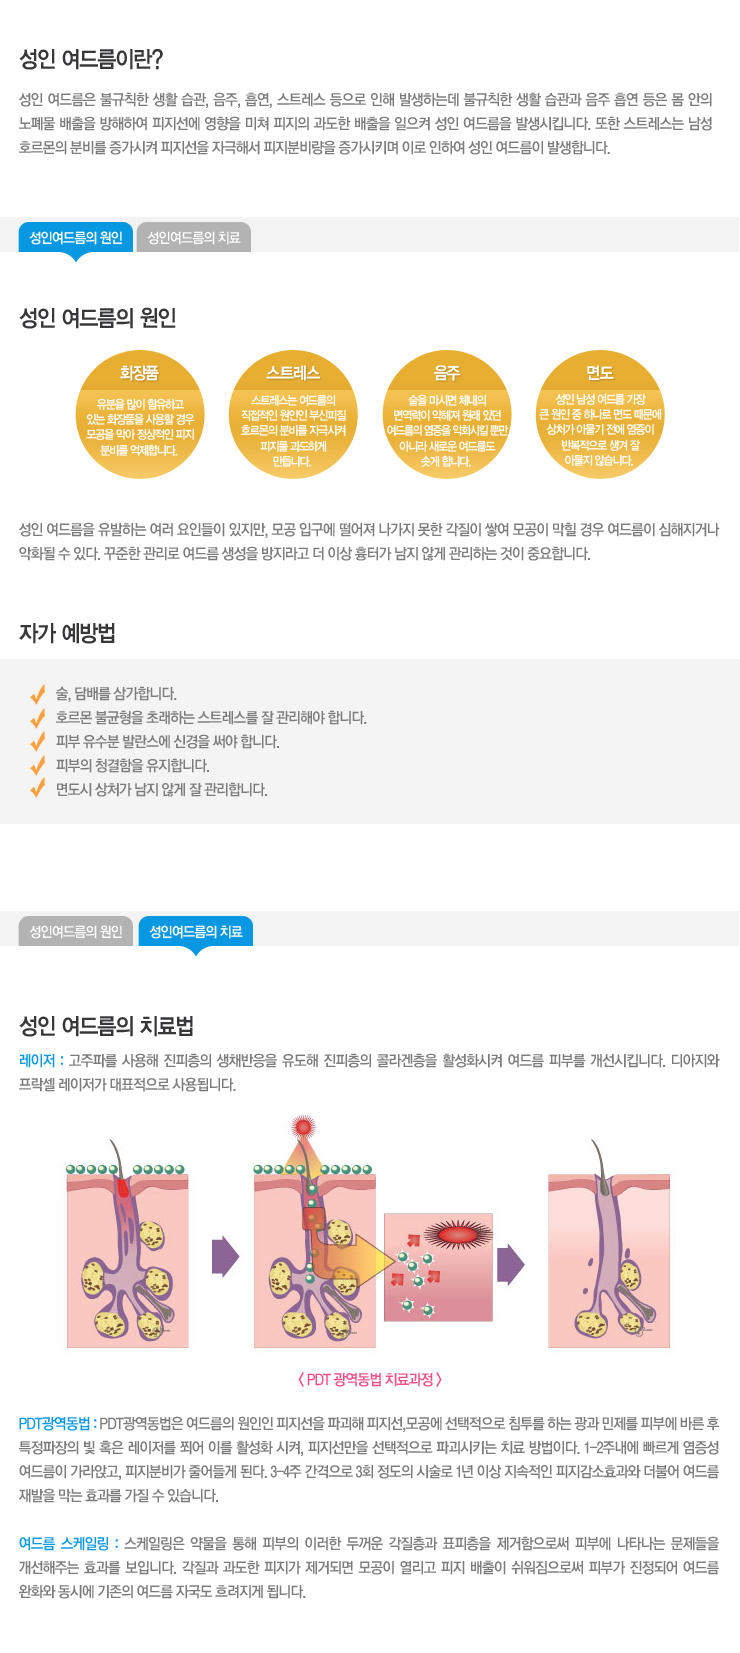 성인 여드름이란?
성인 여드름은 불규칙한 생활 습관, 음주, 흡연, 스트레스 등으로 인해 발생하는데 불규칙한 생활 습관과 음주 흡연 등은 몸 안의
노폐물 배출을 방해하여 피지선에 영향을 미쳐 피지의 과도한 배출을 일으켜 성인 여드름을 발생시킵니다. 또한 스트레스는 남성
호르몬의 분비를 증가시켜 피지선을 자극해서 피지분비량을 증가시키며 이로 인하여 성인 여드름이 발생합니다.
성인여드름의 원인
성인여드름의 치료
성인 여드름의 원인
화장품
유분을 많이 함유하고
있는 화장품을 사용할 경우
모공을 막아 정상적인 피지
분비를 억제합니다.
스트레스
스트레스는 여드름의
직접적인 원인인 부신피질
호르몬의 분비를 자극시켜
피지를 과도하게
만듭니다.
음주
술을 마시면 체내의
면역력이 약해져 원래 있던
여드름의 염증을 악화시킬 뿐만
아니라 새로운 여드름도
솟게 합니다.
면도
성인 남성 여드름 가장
큰 원인 중 하나로 면도 때문에
상처가 아물기 전에 염증이
반복적으로 생겨 잘
아물지 않습니다.
성인 여드름을 유발하는 여러 요인들이 있지만, 모공 입구에 떨어져 나가지 못한 각질이 쌓여 모공이 막힐 경우 여드름이 심해지거나
악화될 수 있다. 꾸준한 관리로 여드름 생성을 방지라고 더 이상 흉터가 남지 않게 관리하는 것이 중요합니다.
자가 예방법
술, 담배를 삼가합니다.
호르몬 불균형을 초래하는 스트레스를 잘 관리해야 합니다.
피부 유수분 발란스에 신경을 써야 합니다.
피부의 청결함을 유지합니다.
면도시 상처가 남지 않게 잘 관리합니다.
성인여드름의 원인
성인여드름의 치료
성인 여드름의 치료법
레이저 : 고주파를 사용해 진피층의 생채반응을 유도해 진피층의 콜라겐층을 활성화시켜 여드름 피부를 개선시킵니다. 디아지와
프락셀 레이저가 대표적으로 사용됩니다.
〈 PDT 광역동법 치료과정 〉
PDT광역동법 : PDT광역동법은 여드름의 원인인 피지선을 파괴해 피지선,모공에 선택적으로 침투를 하는 광과 민제를 피부에 바른 후
특정파장의 빛 혹은 레이저를 쬐어 이를 활성화 시켜, 피지선만을 선택적으로 파괴시키는 치료 방법이다. 1-2주내에 빠르게 염증성
여드름이 가라앉고, 피지분비가 줄어들게 된다. 3-4주 간격으로 3회 정도의 시술로 1년 이상 지속적인 피지감소효과와 더불어 여드름
재발을 막는 효과를 가질 수 있습니다.
여드름 스케일링 : 스케일링은 약물을 통해 피부의 이러한 두꺼운 각질층과 표피층을 제거함으로써 피부에 나타나는 문제들을
개선해주는 효과를 보입니다. 각질과 과도한 피지가 제거되면 모공이 열리고 피지 배출이 쉬워짐으로써 피부가 진정되어 여드름
완화와 동시에 기존의 여드름 자국도 흐려지게 됩니다.